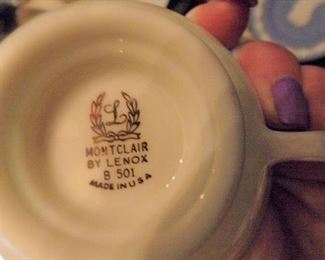 L
MONTCLAIR
BY LENOX
B 501
MADE IN USA